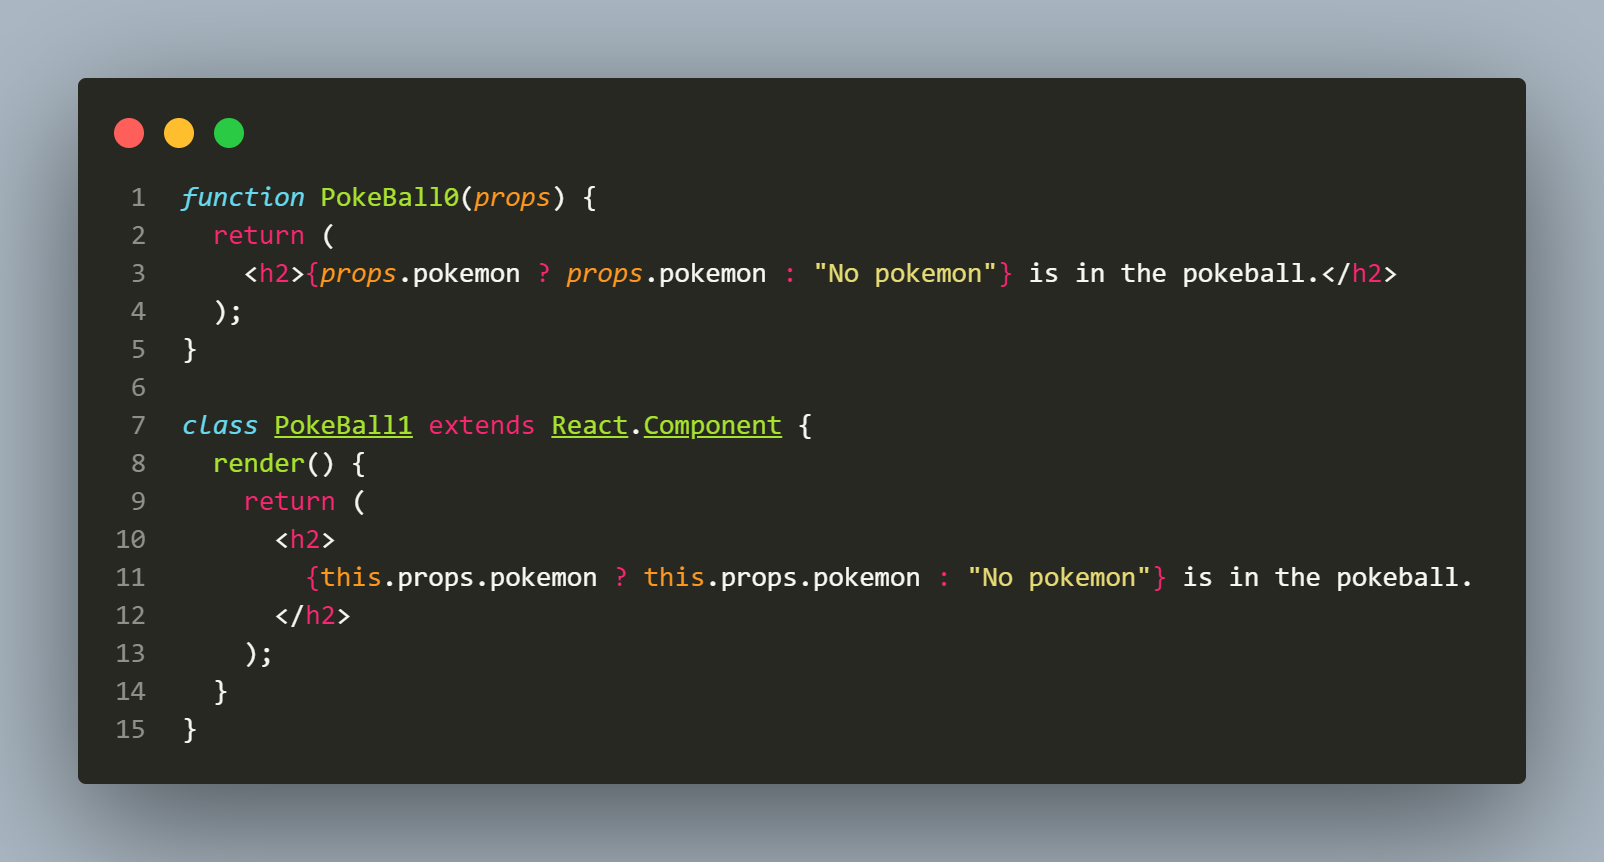 1 function PokeBall0(props) {
2   return (
3     <h2>{props.pokemon ? props.pokemon : "No pokemon"} is in the pokeball.</h2>
4   );
5 }
6
7 class PokeBall1 extends React.Component {
8   render() {
9     return (
10       <h2>
11         {this.props.pokemon ? this.props.pokemon : "No pokemon"} is in the pokeball.
12       </h2>
13     );
14   }
15 }